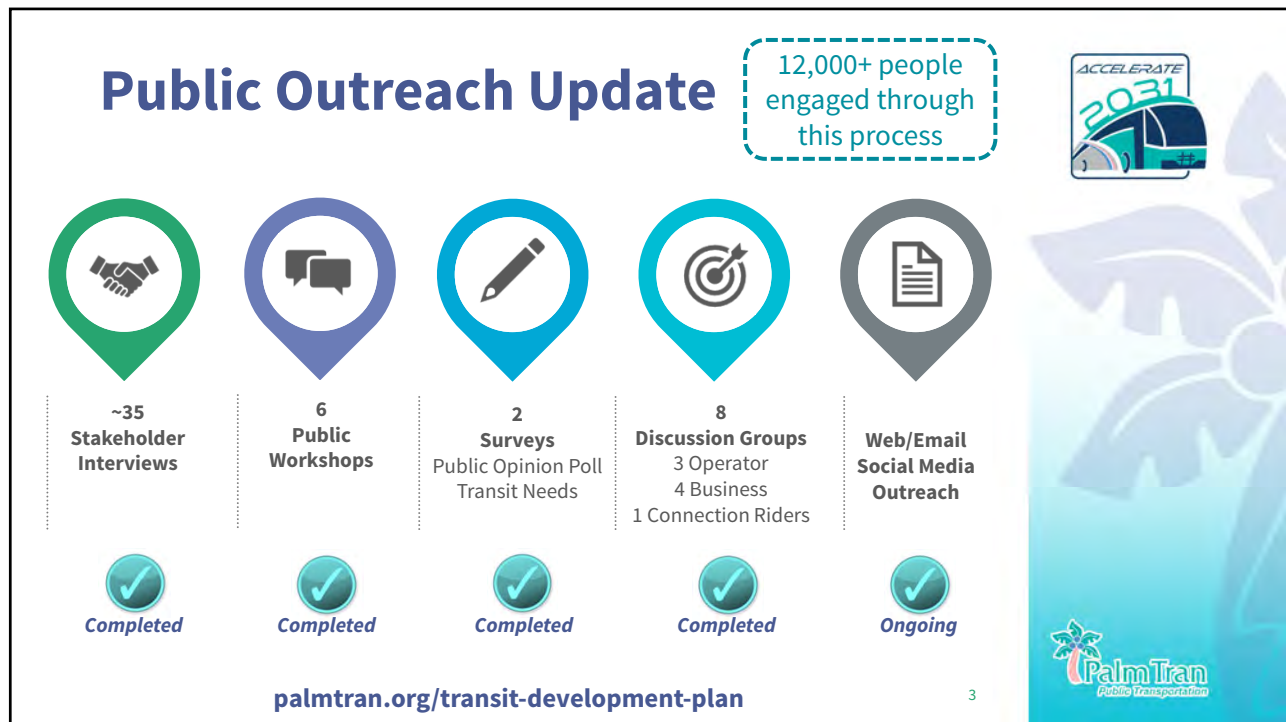 Public Outreach Update
12,000+ people
engaged through
this process
ACCELERATE
2031
~35
Stakeholder
Interviews
6
Public
Workshops
2
Surveys
Public Opinion Poll
Transit Needs
8
Discussion Groups
3 Operator
4 Business
1 Connection Riders
Web/Email
Social Media
Outreach
Completed
Completed
Completed
Completed
Ongoing
palmtran.org/transit-development-plan
3
PalmTran
Public Transportation